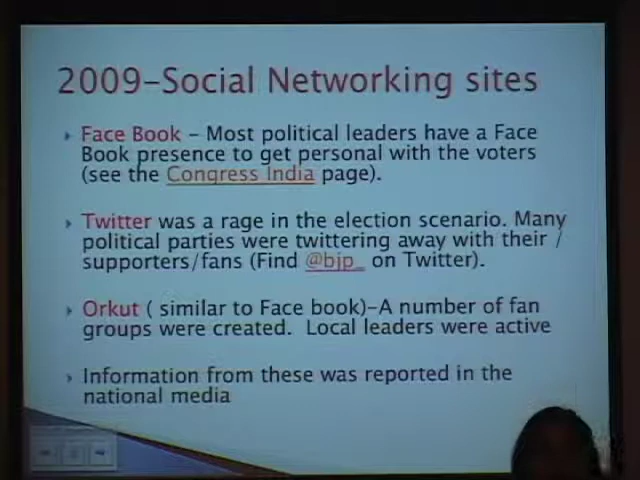 2009-Social Networking sites
Face Book - Most political leaders have a Face
Book presence to get personal with the voters
(see the Congress India page).
Twitter was a rage in the election scenario. Many
political parties were twittering away with their /
supporters/fans (Find @bjp_ on Twitter).
Orkut ( similar to Face book)-A number of fan
groups were created. Local leaders were active
Information from these was reported in the
national media